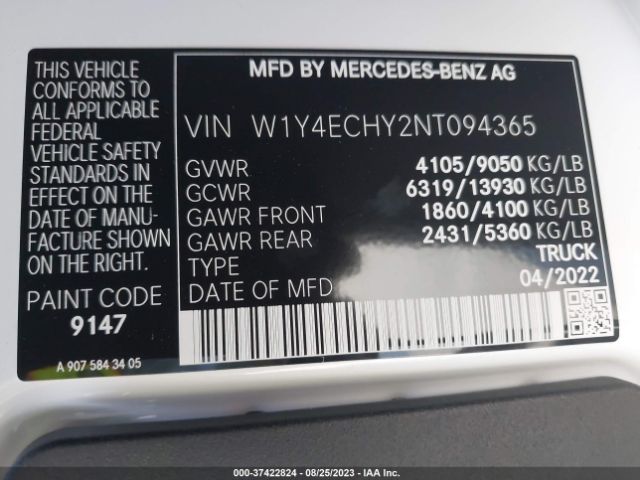 MFD BY MERCEDES-BENZ AG
THIS VEHICLE
CONFORMS TO
ALL APPLICABLE
FEDERAL
VEHICLE SAFETY
STANDARDS IN
EFFECT ON THE
DATE OF MANU-
FACTURE SHOWN
ON THE RIGHT.
PAINT CODE
9147
A 907 584 34 05
VIN W1Y4ECHY2NT094365
GVWR 4105/9050 KG/LB
GCWR 6319/13930 KG/LB
GAWR FRONT 1860/4100 KG/LB
GAWR REAR 2431/5360 KG/LB
TYPE TRUCK
DATE OF MFD 04/2022
000-37422824 - 08/25/2023 - IAA Inc.